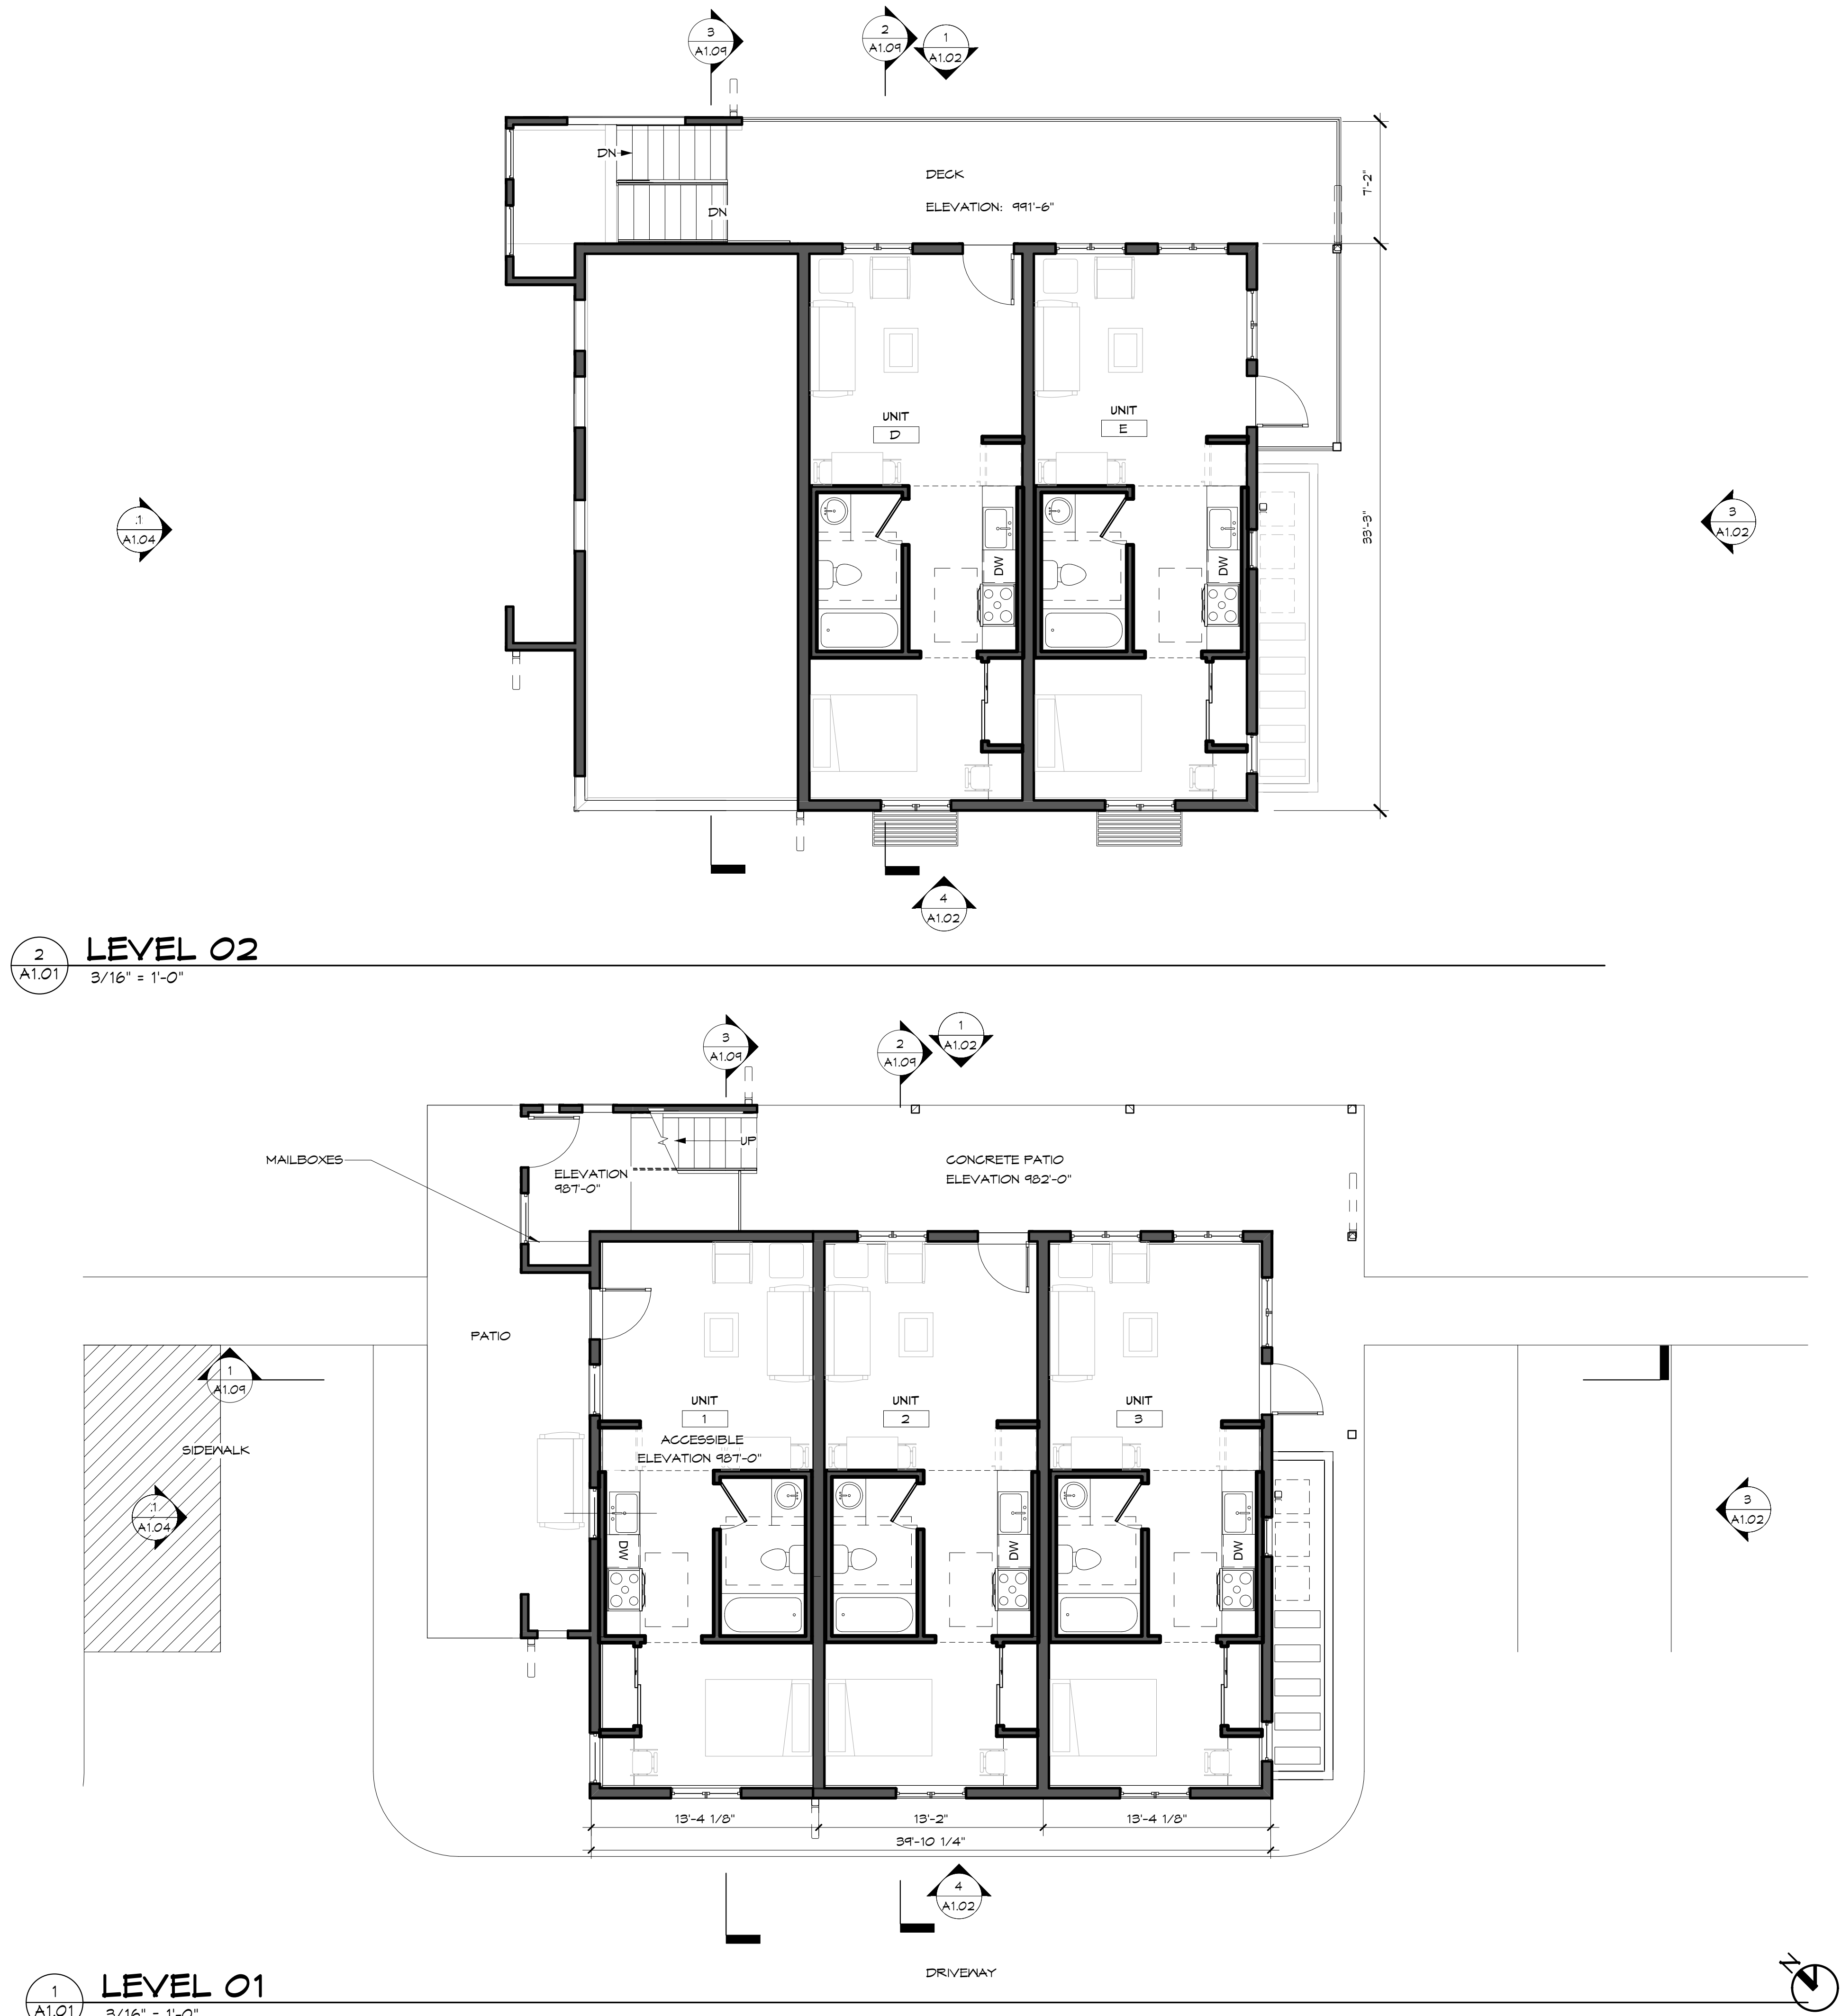 3
A1.09
2
A1.09
1
A1.02
DN
DN
DECK
ELEVATION: 991'-6"
7'-2"
UNIT
D
UNIT
E
33'-3"
.1
A1.04
3
A1.02
DW
DW
4
A1.02
2
A1.01
LEVEL 02
3/16" = 1'-0"
3
A1.09
2
A1.09
1
A1.02
UP
MAILBOXES
ELEVATION
987'-0"
CONCRETE PATIO
ELEVATION 982'-0"
PATIO
1
A1.09
UNIT
1
ACCESSIBLE
ELEVATION 987'-0"
UNIT
2
UNIT
3
SIDEWALK
.1
A1.04
3
A1.02
DW
DW
DW
13'-4 1/8"
13'-2"
13'-4 1/8"
39'-10 1/4"
4
A1.02
DRIVEWAY
N
1
A1.01
LEVEL 01
3/16" = 1'-0"